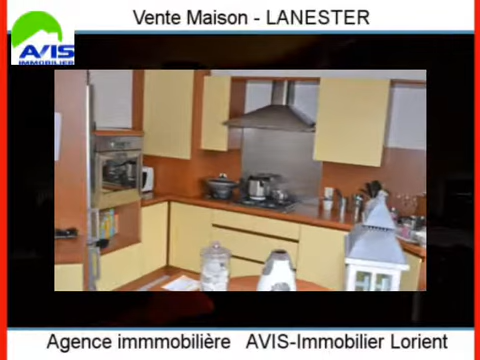 Vente Maison - LANESTER
AVIS
IMMOBILIER
Agence immmobilière AVIS-Immobilier Lorient